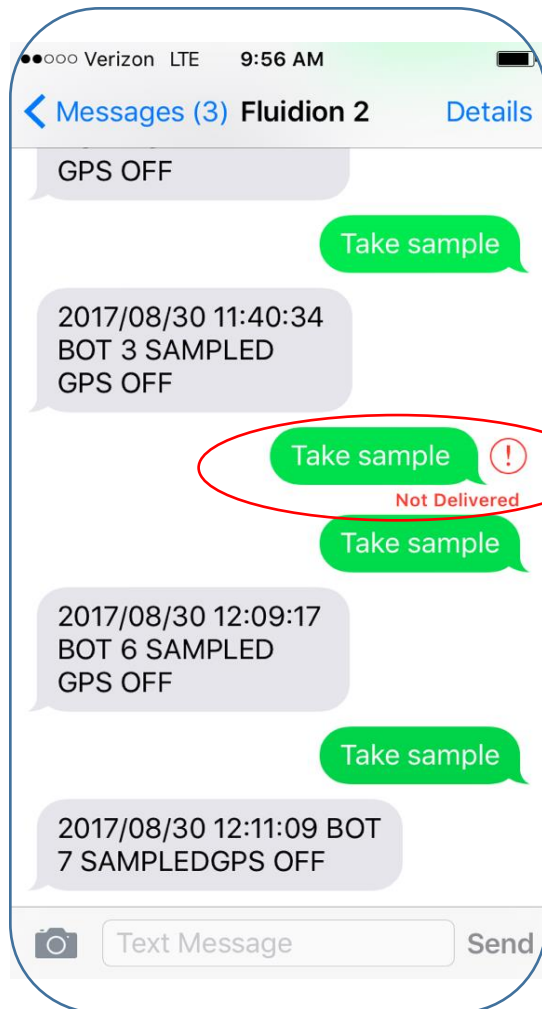 Verizon LTE 9:56 AM
Messages (3) Fluidion 2 Details
GPS OFF
Take sample
2017/08/30 11:40:34
BOT 3 SAMPLED
GPS OFF
Take sample
Not Delivered
Take sample
2017/08/30 12:09:17
BOT 6 SAMPLED
GPS OFF
Take sample
2017/08/30 12:11:09 BOT
7 SAMPLEDGPS OFF
Text Message Send